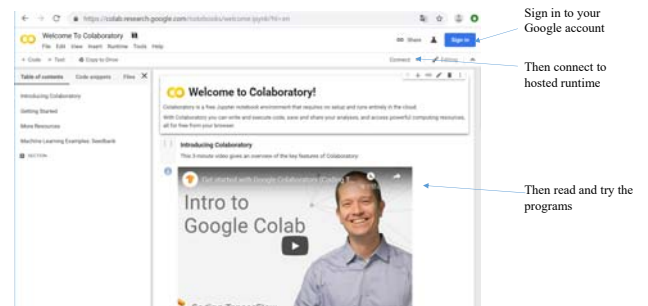 https://colab.research.google.com/notebooks/welcome.ipynb?hl=en
Welcome To Colaboratory
File Edit View Insert Runtime Tools Help
Share
Sign in
+ Code + Text Copy to Drive
Connect
Editing
Table of contents Code snippets Files X
Introducing Colaboratory
Getting Started
More Resources
Machine Learning Examples: Seedbank
SECTION
Welcome to Colaboratory!
Colaboratory is a free Jupyter notebook environment that requires no setup and runs entirely in the cloud.
With Colaboratory you can write and execute code, save and share your analyses, and access powerful computing resources,
all for free from your browser.
Introducing Colaboratory
This 3-minute video gives an overview of the key features of Colaboratory:
Get started with Google Colaboratory (Coding T
Intro to
Google Colab
Coding TensorFlow
Sign in to your
Google account
Then connect to
hosted runtime
Then read and try the
programs